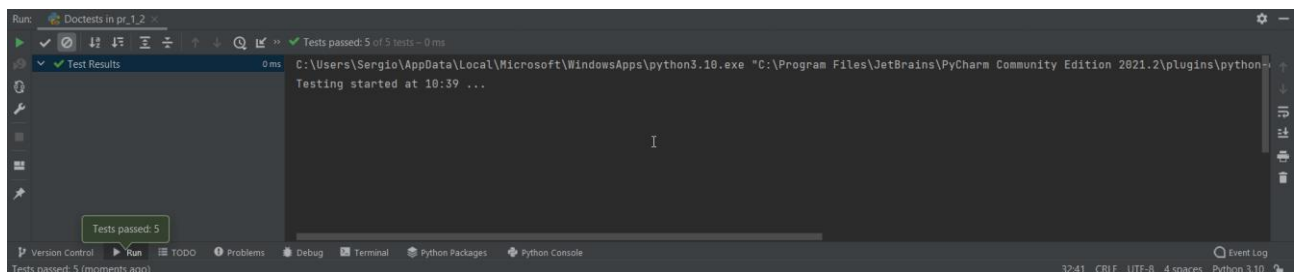 Run: Doctests in pr_1_2 ×
» Tests passed: 5 of 5 tests – 0 ms
Test Results 0 ms
C:\Users\Sergio\AppData\Local\Microsoft\WindowsApps\python3.10.exe "C:\Program Files\JetBrains\PyCharm Community Edition 2021.2\plugins\python-
Testing started at 10:39 ...
Tests passed: 5
Version Control Run TODO Problems Debug Terminal Python Packages Python Console Event Log
Tests passed: 5 (moments ago) 32:41 CRLF UTF-8 4 spaces Python 3.10